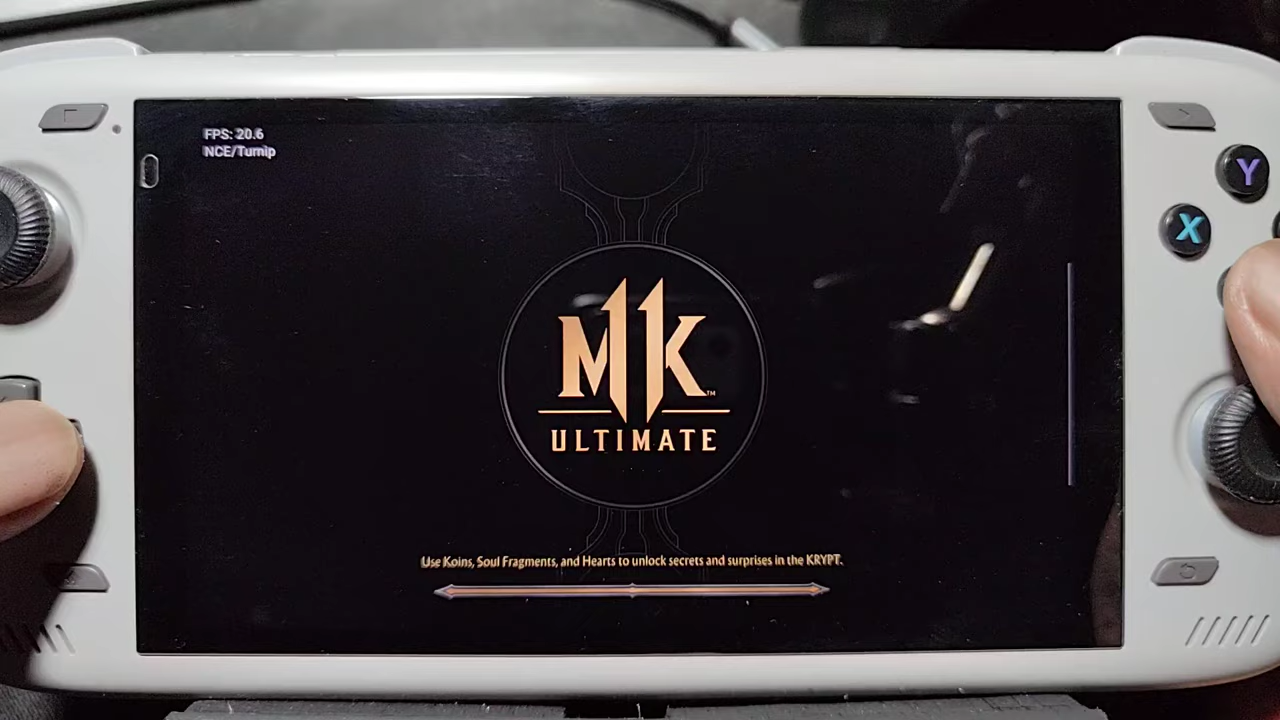 FPS: 20.6
NCE/Turnip
Y
X
MK11™
ULTIMATE
Use Koins, Soul Fragments, and Hearts to unlock secrets and surprises in the KRYPT.